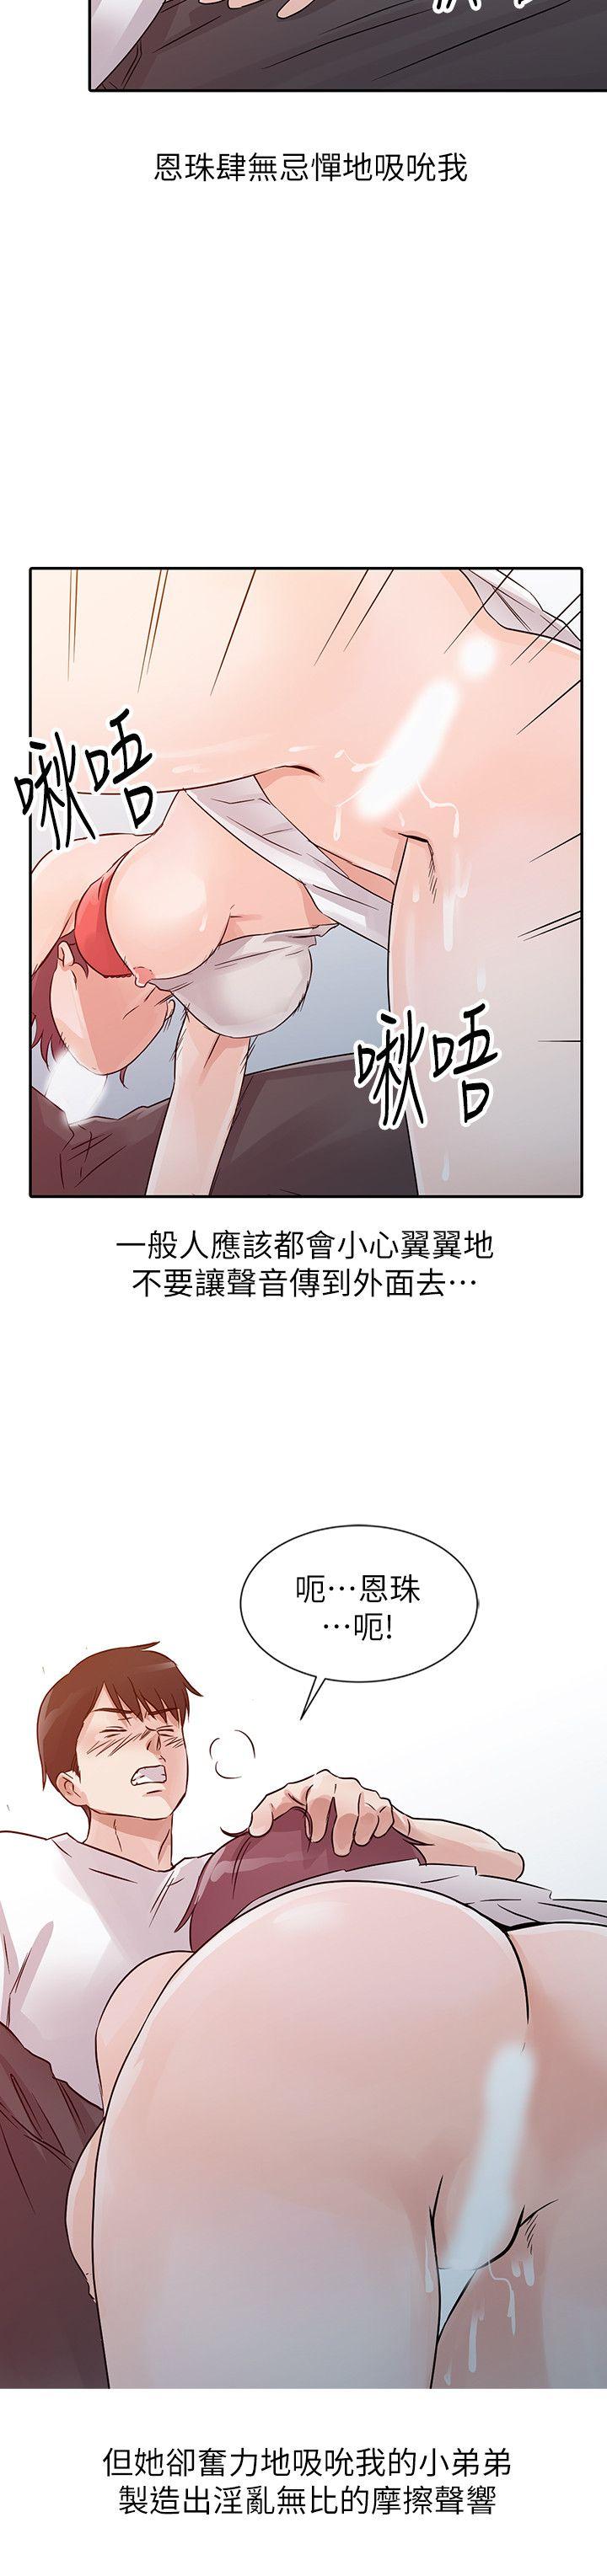 恩珠肆無忌憚地吸吮我
啾唔
啾唔
一般人應該都會小心翼翼地
不要讓聲音傳到外面去⋯
呃⋯恩珠
⋯呃!
但她卻奮力地吸吮我的小弟弟
製造出淫亂無比的摩擦聲響